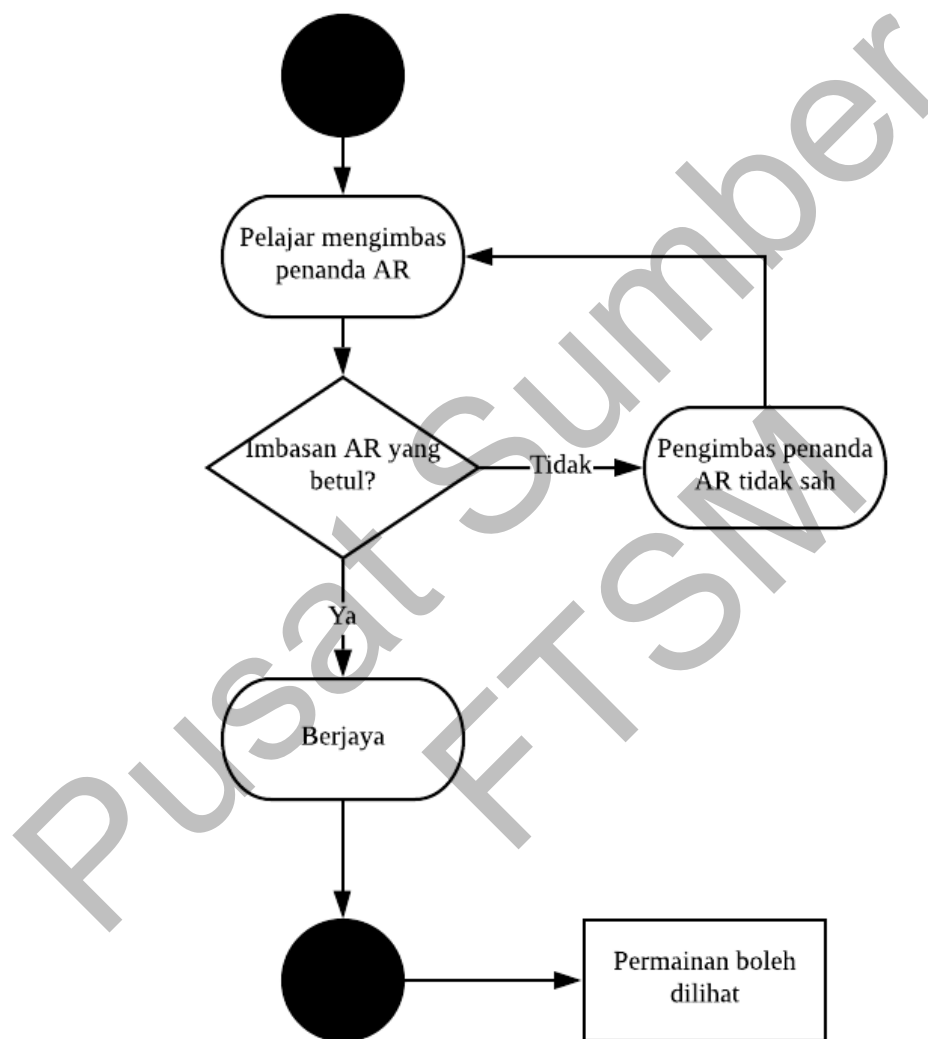 Pelajar mengimbas
penanda AR
Imbasan AR yang
betul?
Tidak
Pengimbas penanda
AR tidak sah
Ya
Berjaya
Permainan boleh
dilihat
Pusat Sumber
FTSM